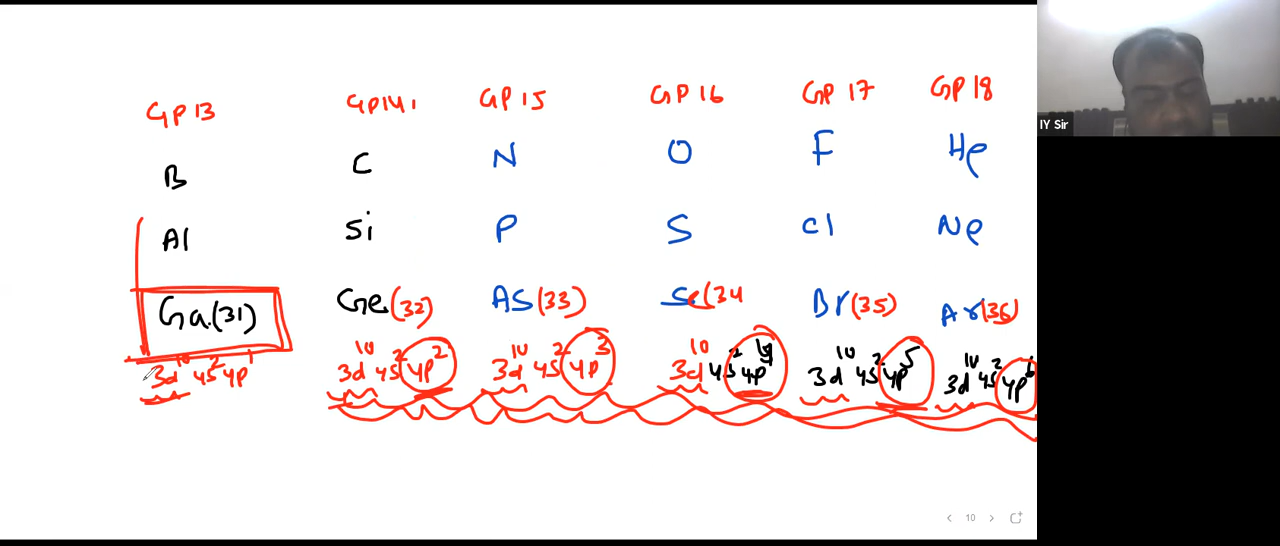 GP 13 GP14 GP 15 GP 16 GP 17 GP 18
B C N O F He
Al Si P S Cl Ne
Ga(31) Ge(32) As(33) Se(34 Br(35) Ar(36)
3d¹⁰ 4s² 4p¹ 3d¹⁰ 4s² 4p² 3d¹⁰ 4s² 4p³ 3d¹⁰ 4s² 4p⁴ 3d¹⁰ 4s² 4p⁵ 3d¹⁰ 4s² 4p⁶
IY Sir
10